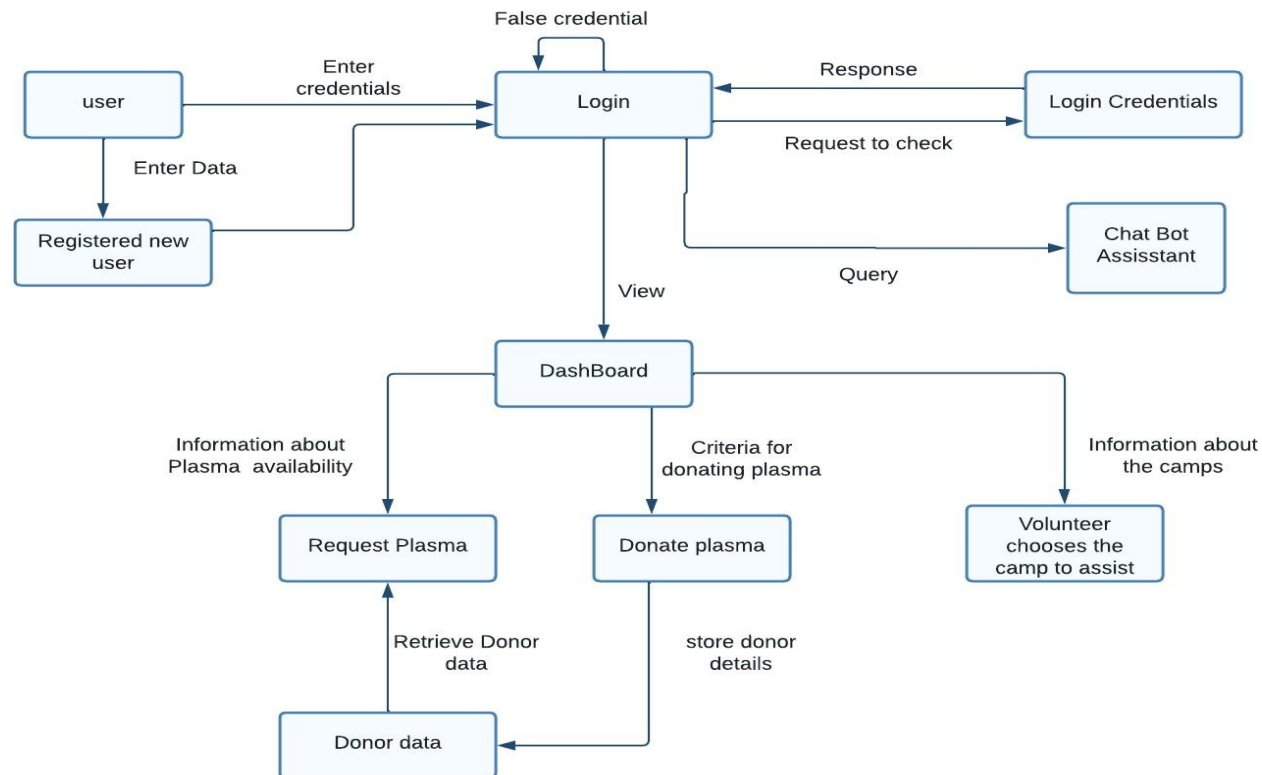 False credential
Enter
credentials
Response
user
Login
Login Credentials
Request to check
Enter Data
Registered new
user
Chat Bot
Assisstant
Query
View
DashBoard
Information about
Plasma availability
Criteria for
donating plasma
Information about
the camps
Request Plasma
Donate plasma
Volunteer
chooses the
camp to assist
Retrieve Donor
data
store donor
details
Donor data